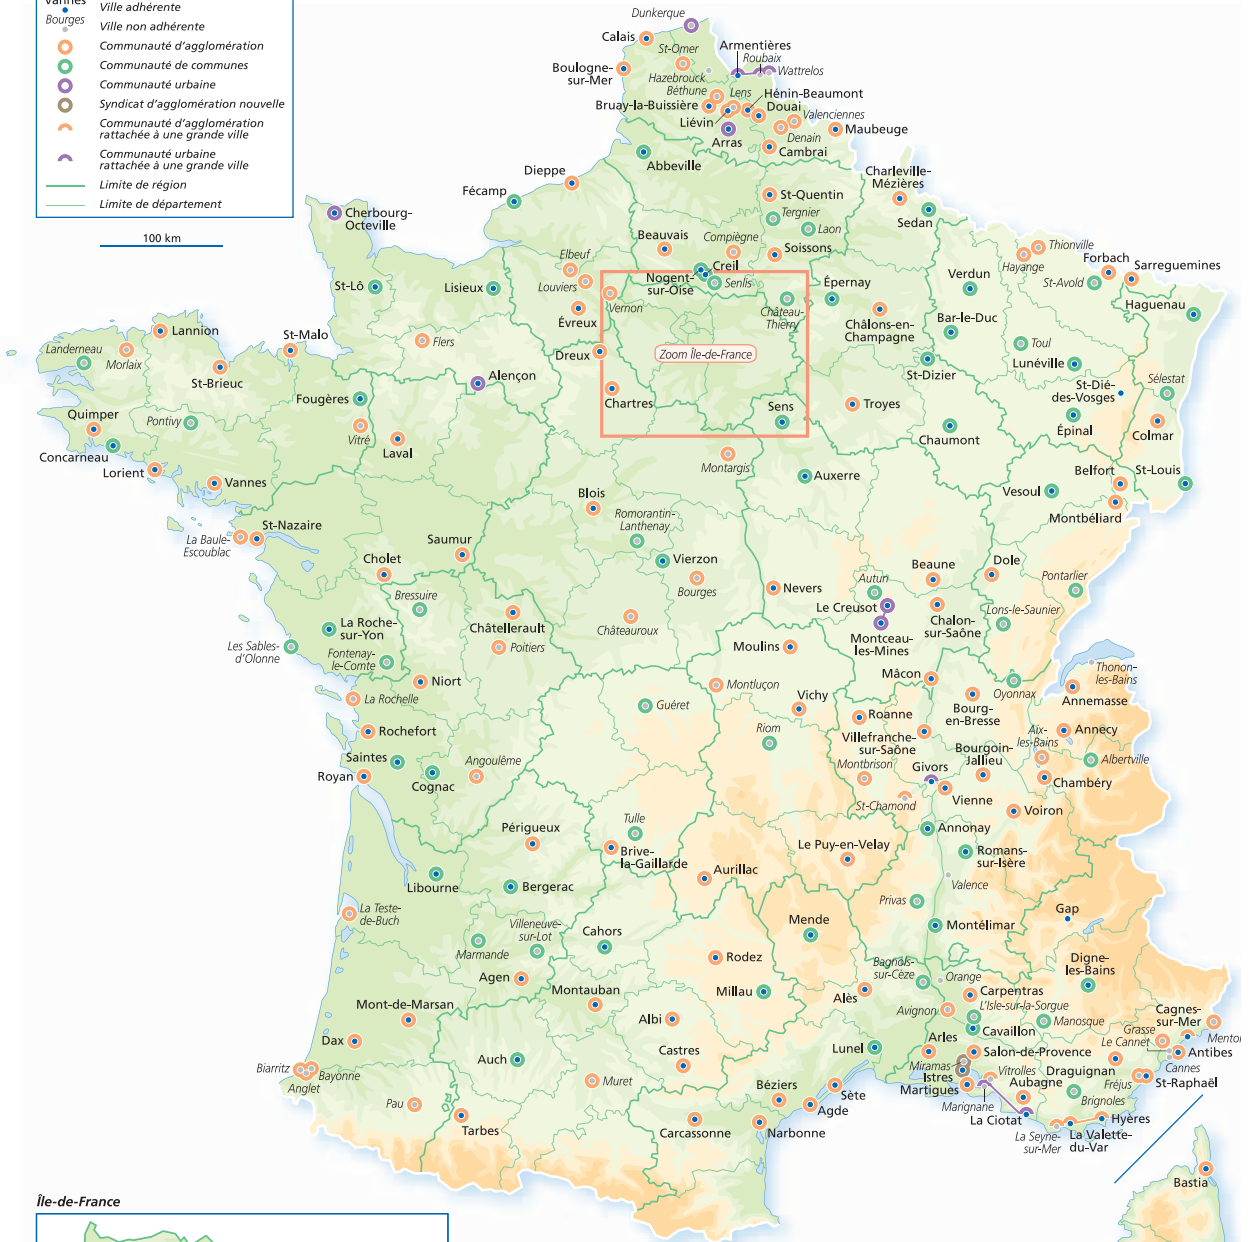 Vannes
Ville adhérente
Bourges
Ville non adhérente
Communauté d'agglomération
Communauté de communes
Communauté urbaine
Syndicat d'agglomération nouvelle
Communauté d'agglomération
rattachée à une grande ville
Communauté urbaine
rattachée à une grande ville
Limite de région
Limite de département
100 km
Dunkerque
Calais
St-Omer
Armentières
Roubaix
Wattrelos
Boulogne-
sur-Mer
Hazebrouck
Béthune
Lens
Hénin-Beaumont
Bruay-la-Buissière
Douai
Liévin
Valenciennes
Denain
Maubeuge
Arras
Cambrai
Abbeville
Dieppe
Charleville-
Mézières
Fécamp
St-Quentin
Tergnier
Laon
Sedan
Cherbourg-
Octeville
Beauvais
Compiègne
Soissons
Elbeuf
Louviers
Nogent-
sur-Oise
Creil
Senlis
Thionville
Hayange
Forbach
Sarreguemines
St-Avold
Verdun
St-Lô
Lisieux
Vernon
Château-
Thierry
Épernay
Haguenau
Évreux
Châlons-en-
Champagne
Bar-le-Duc
Lannion
St-Malo
Flers
Dreux
Zoom Île-de-France
Toul
Lunéville
Landerneau
Morlaix
St-Brieuc
Alençon
St-Dizier
St-Dié-
des-Vosges
Sélestat
Fougères
Chartres
Sens
Troyes
Quimper
Pontivy
Vitré
Laval
Chaumont
Épinal
Colmar
Concarneau
Lorient
Vannes
Montargis
Auxerre
Belfort
St-Louis
Vesoul
Montbéliard
Blois
Romorantin-
Lanthenay
St-Nazaire
La Baule-
Escoublac
Saumur
Cholet
Vierzon
Bourges
Nevers
Autun
Beaune
Dole
Pontarlier
Bressuire
Le Creusot
Chalon-
sur-Saône
Lons-le-Saunier
La Roche-
sur-Yon
Châtellerault
Poitiers
Châteauroux
Montceau-
les-Mines
Les Sables-
d'Olonne
Fontenay-
le-Comte
Moulins
Mâcon
Thonon-
les-Bains
Niort
Montluçon
Oyonnax
Annemasse
La Rochelle
Guéret
Vichy
Bourg-
en-Bresse
Rochefort
Roanne
Villefranche-
sur-Saône
Riom
Aix-
les-Bains
Annecy
Saintes
Angoulême
Bourgoin-
Jallieu
Albertville
Royan
Cognac
Montbrison
Givors
Chambéry
St-Chamond
Vienne
Voiron
Périgueux
Tulle
Brive-
la-Gaillarde
Annonay
Le Puy-en-Velay
Romans-
sur-Isère
Libourne
Bergerac
Aurillac
Valence
Privas
La Teste-
de-Buch
Villeneuve-
sur-Lot
Marmande
Cahors
Mende
Montélimar
Gap
Agen
Rodez
Bagnols-
sur-Cèze
Orange
Digne-
les-Bains
Mont-de-Marsan
Montauban
Millau
Alès
Carpentras
L'Isle-sur-la-Sorgue
Avignon
Manosque
Cagnes-
sur-Mer
Albi
Cavaillon
Grasse
Le Cannet
Menton
Dax
Castres
Lunel
Arles
Salon-de-Provence
Antibes
Cannes
Auch
Miramas
Istres
Vitrolles
Draguignan
Biarritz
Bayonne
Anglet
Muret
Martigues
Aubagne
Fréjus
St-Raphaël
Béziers
Sète
Agde
Marignane
Brignoles
Pau
Tarbes
La Ciotat
Hyères
Carcassonne
Narbonne
La Seyne-
sur-Mer
La Valette-
du-Var
Bastia
Île-de-France